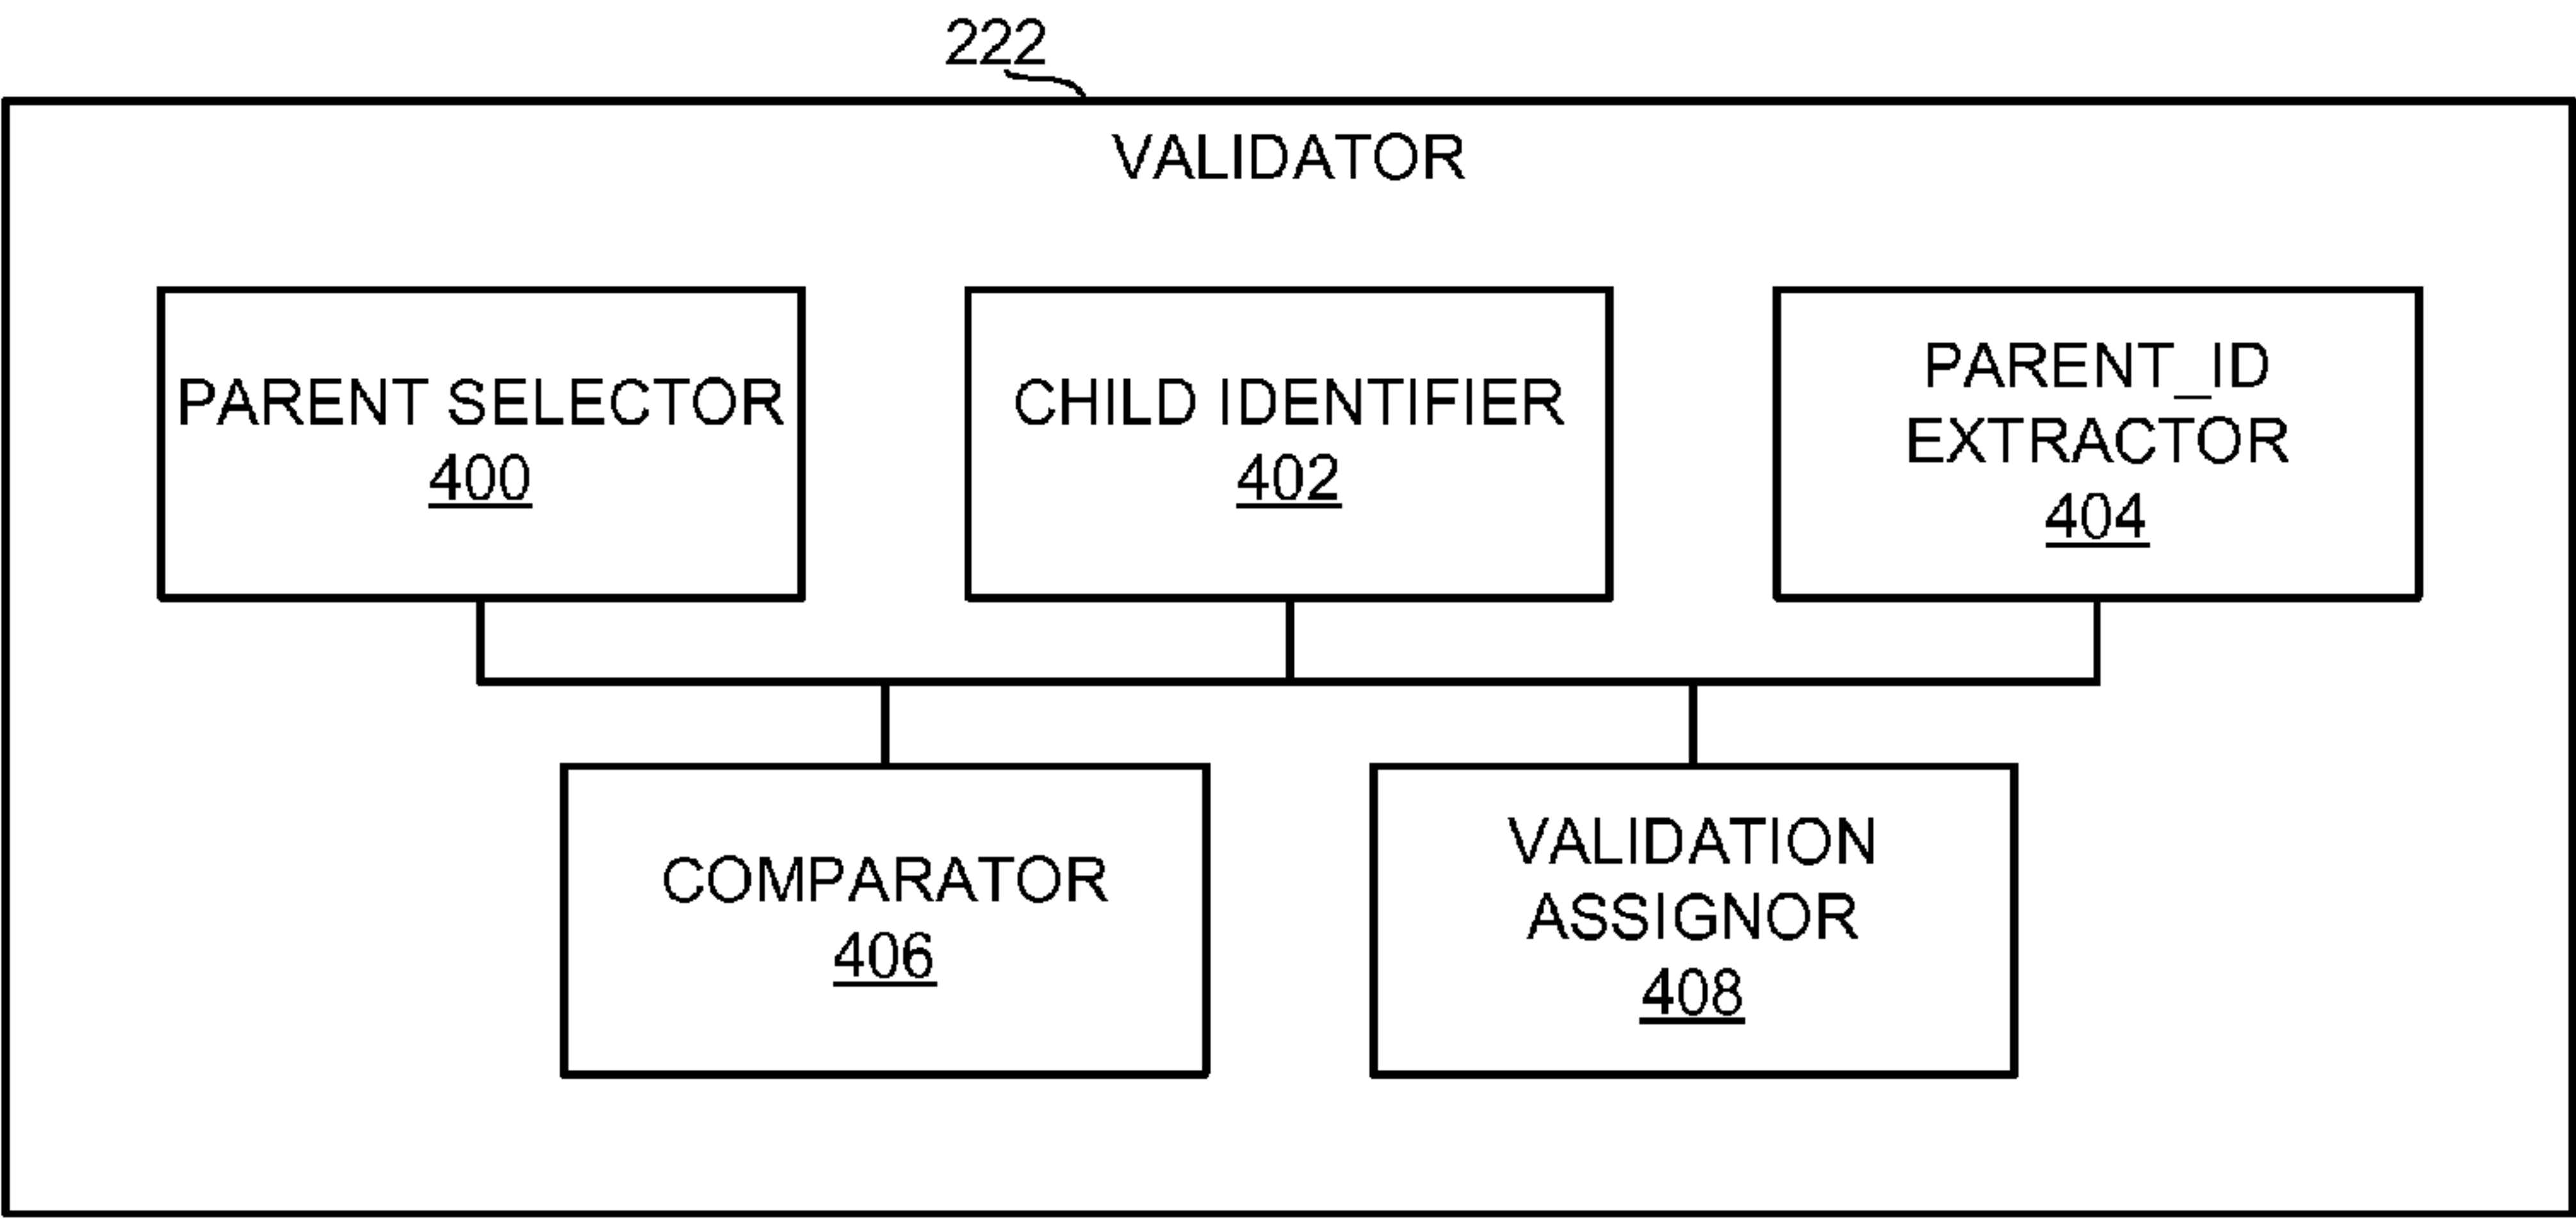 222
VALIDATOR
PARENT SELECTOR
400
CHILD IDENTIFIER
402
PARENT_ID
EXTRACTOR
404
COMPARATOR
406
VALIDATION
ASSIGNOR
408